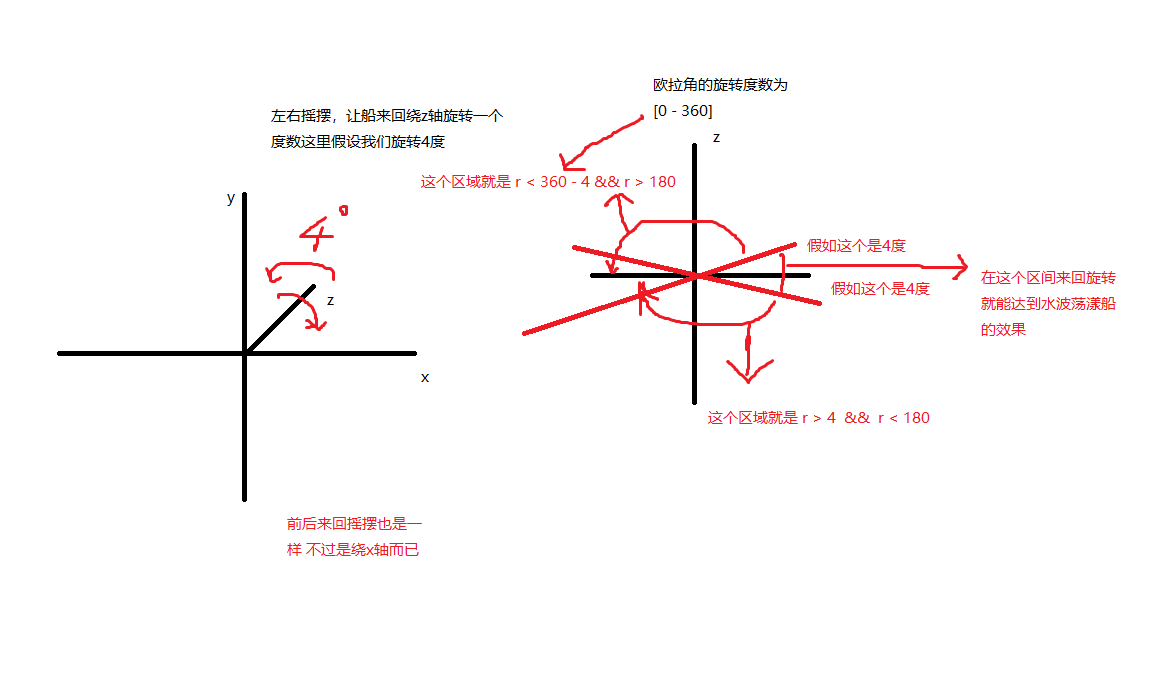 欧拉角的旋转度数为
[0 - 360]
左右摇摆，让船来回绕z轴旋转一个
度数这里假设我们旋转4度
z
这个区域就是 r < 360 - 4 && r > 180
y
4°
假如这个是4度
z
假如这个是4度
在这个区间来回旋转
就能达到水波荡漾船
的效果
x
这个区域就是 r > 4 && r < 180
前后来回摇摆也是一
样 不过是绕x轴而已